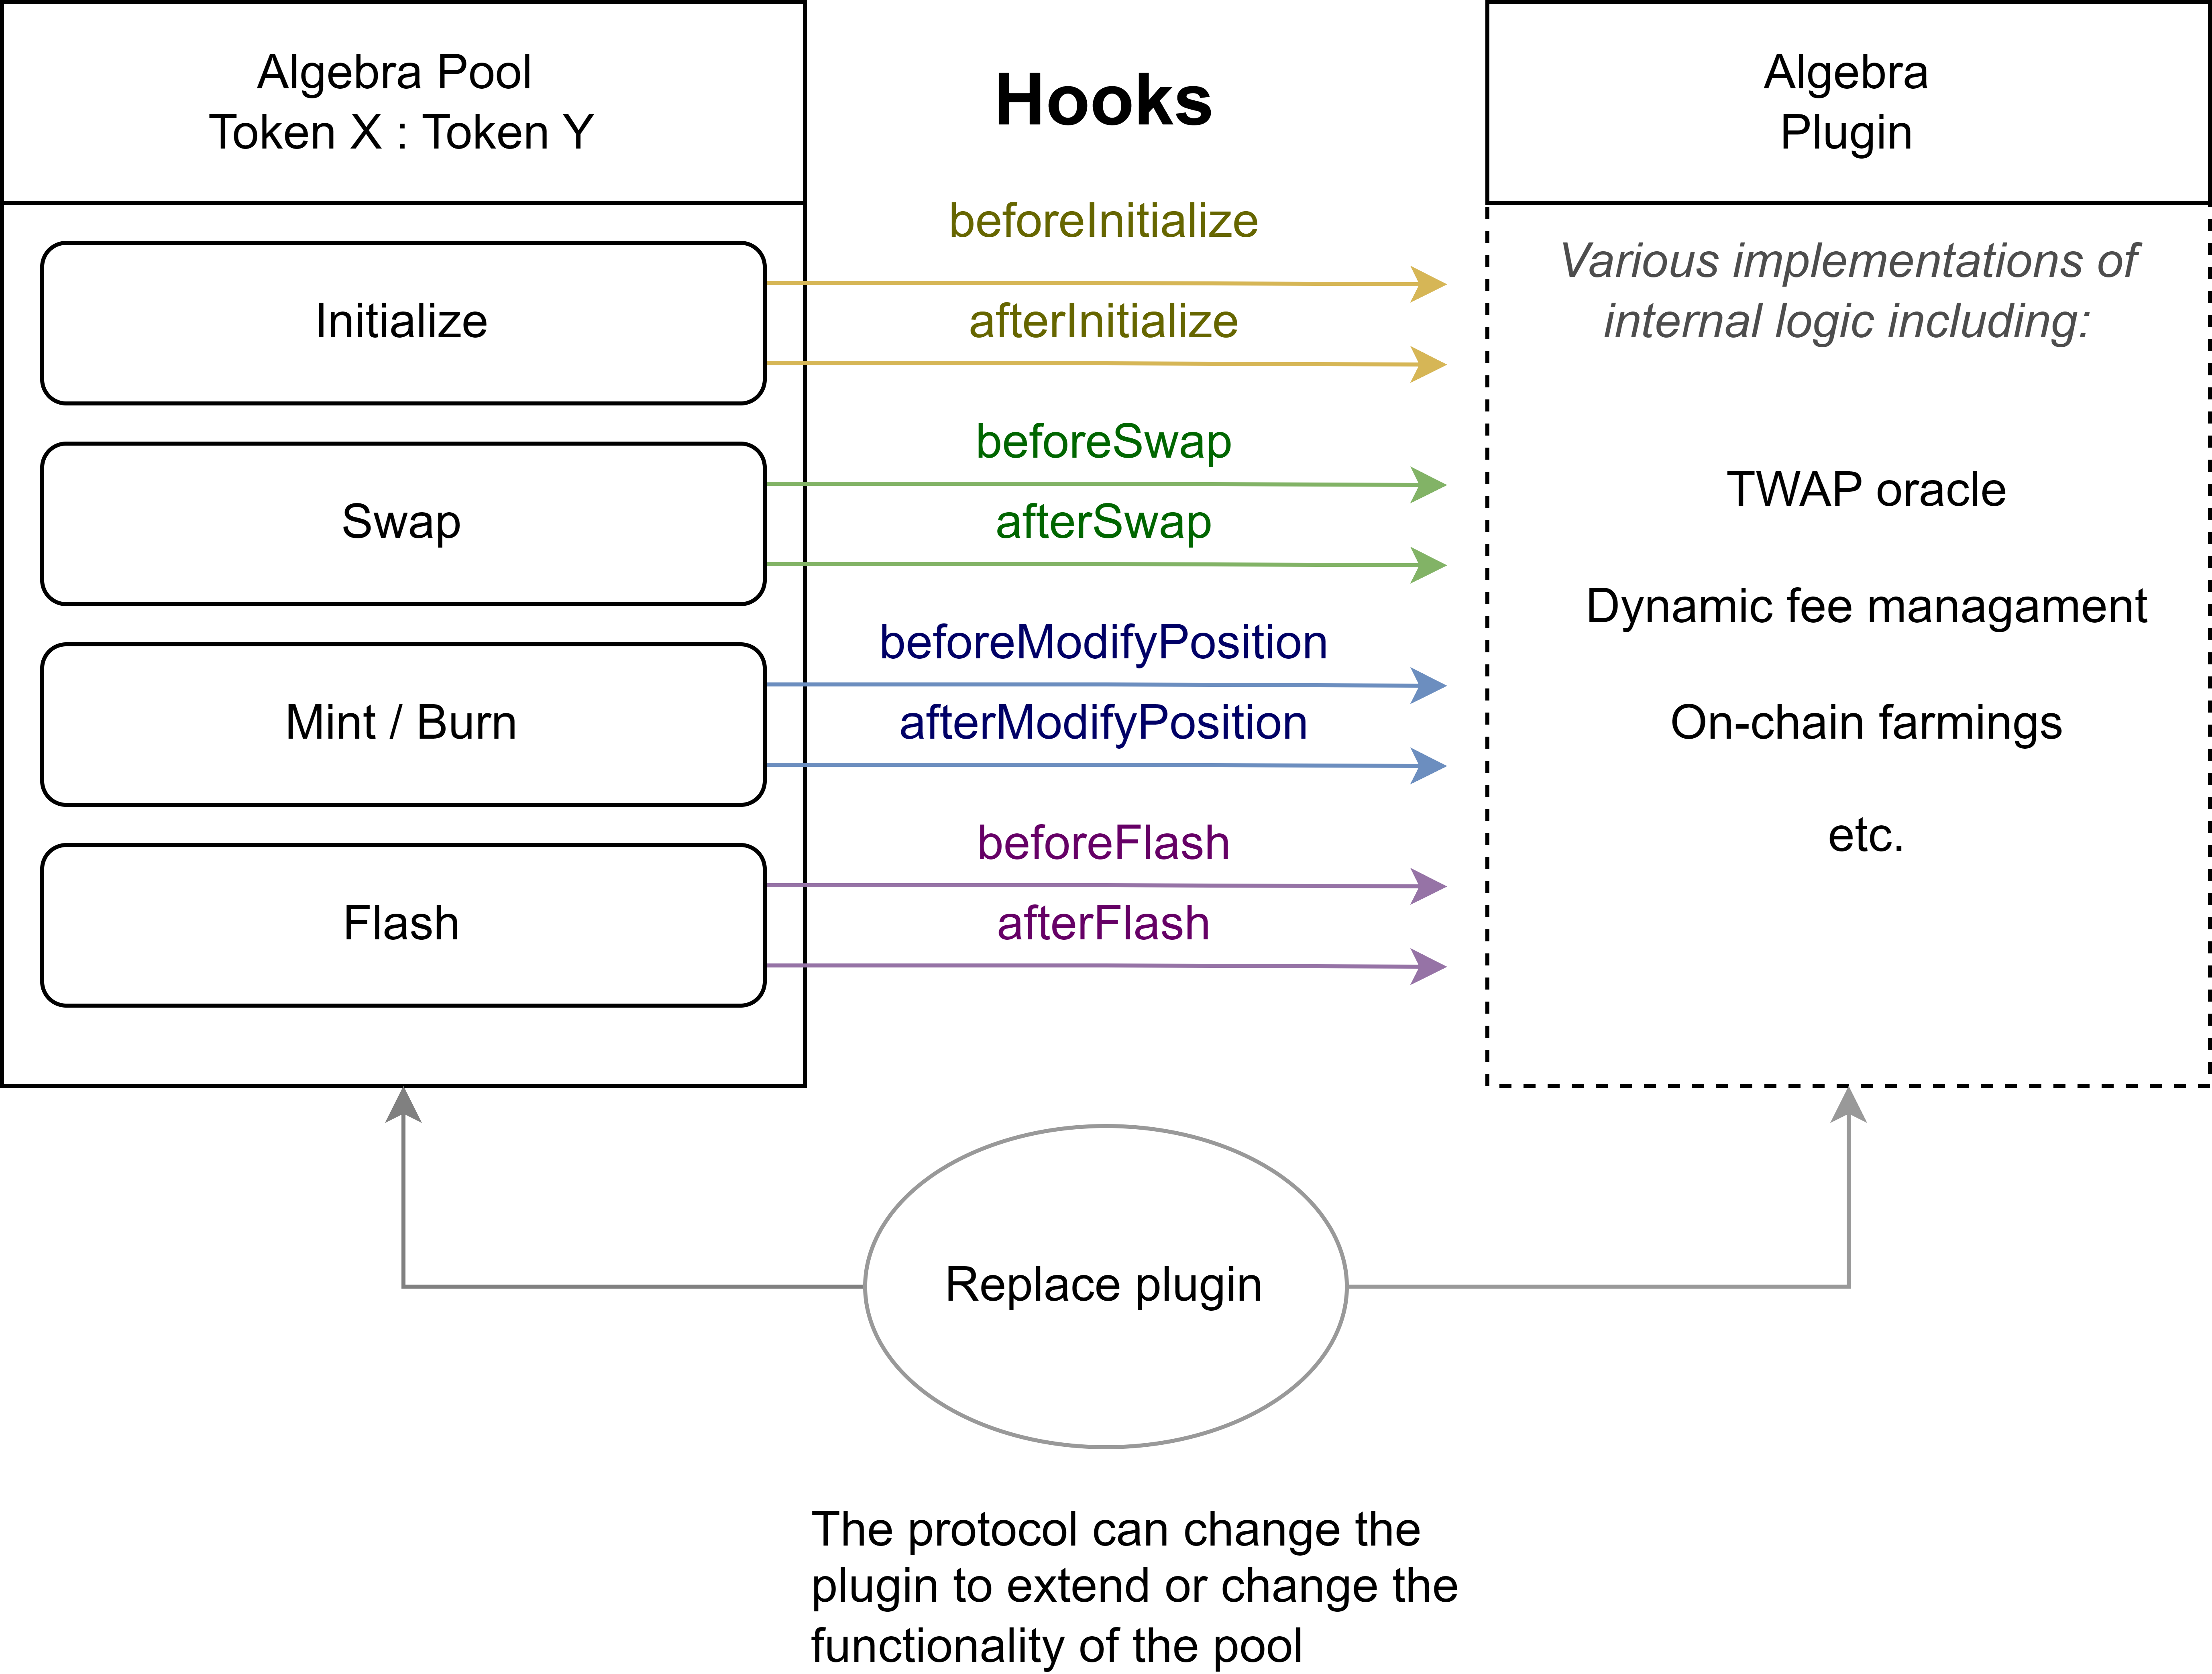 Algebra Pool
Token X : Token Y
Initialize
Swap
Mint / Burn
Flash
Hooks
beforeInitialize
afterInitialize
beforeSwap
afterSwap
beforeModifyPosition
afterModifyPosition
beforeFlash
afterFlash
Algebra
Plugin
Various implementations of
internal logic including:
TWAP oracle
Dynamic fee managament
On-chain farmings
etc.
Replace plugin
The protocol can change the
plugin to extend or change the
functionality of the pool